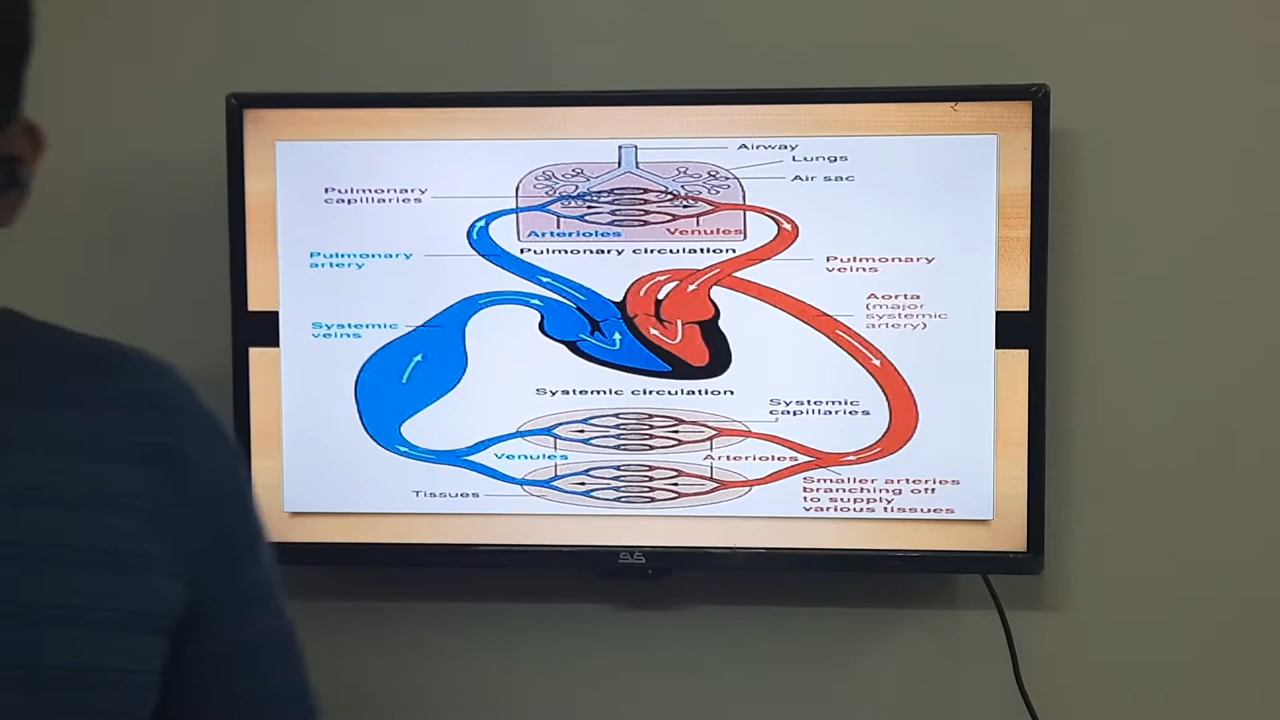 Airway
Lungs
Air sac
Pulmonary
capillaries
Arterioles
Venules
Pulmonary circulation
Pulmonary
artery
Pulmonary
veins
Aorta
(major
systemic
artery)
Systemic
veins
Systemic circulation
Systemic
capillaries
Venules
Arterioles
Tissues
Smaller arteries
branching off
to supply
various tissues